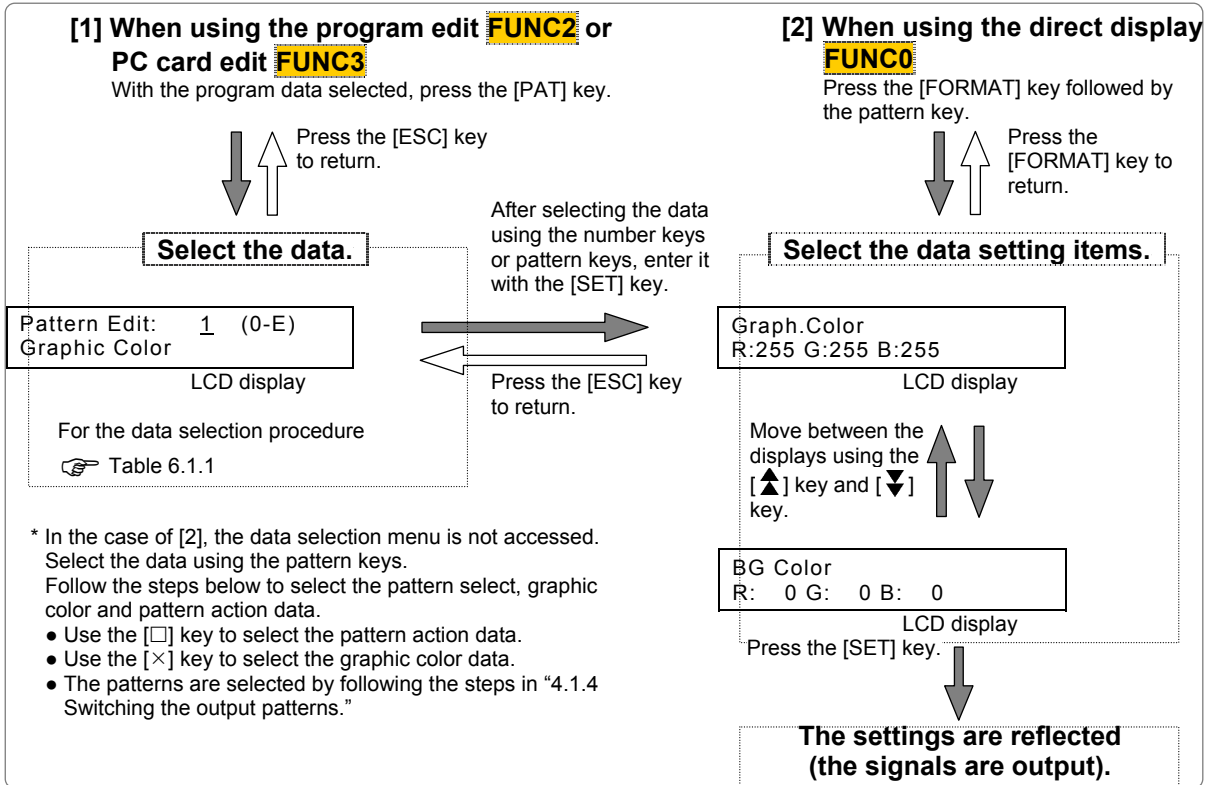 [1] When using the program edit FUNC2 or
PC card edit FUNC3
With the program data selected, press the [PAT] key.
Press the [ESC] key
to return.
Select the data.
Pattern Edit: 1 (0-E)
Graphic Color
LCD display
For the data selection procedure
☞ Table 6.1.1
After selecting the data
using the number keys
or pattern keys, enter it
with the [SET] key.
Press the [ESC] key
to return.
* In the case of [2], the data selection menu is not accessed.
Select the data using the pattern keys.
Follow the steps below to select the pattern select, graphic
color and pattern action data.
● Use the [□] key to select the pattern action data.
● Use the [×] key to select the graphic color data.
● The patterns are selected by following the steps in “4.1.4
Switching the output patterns.”
[2] When using the direct display
FUNC0
Press the [FORMAT] key followed by
the pattern key.
Press the
[FORMAT] key to
return.
Select the data setting items.
Graph.Color
R:255 G:255 B:255
LCD display
Move between the
displays using the
[⏫] key and [⏬]
key.
BG Color
R: 0 G: 0 B: 0
LCD display
Press the [SET] key.
The settings are reflected
(the signals are output).